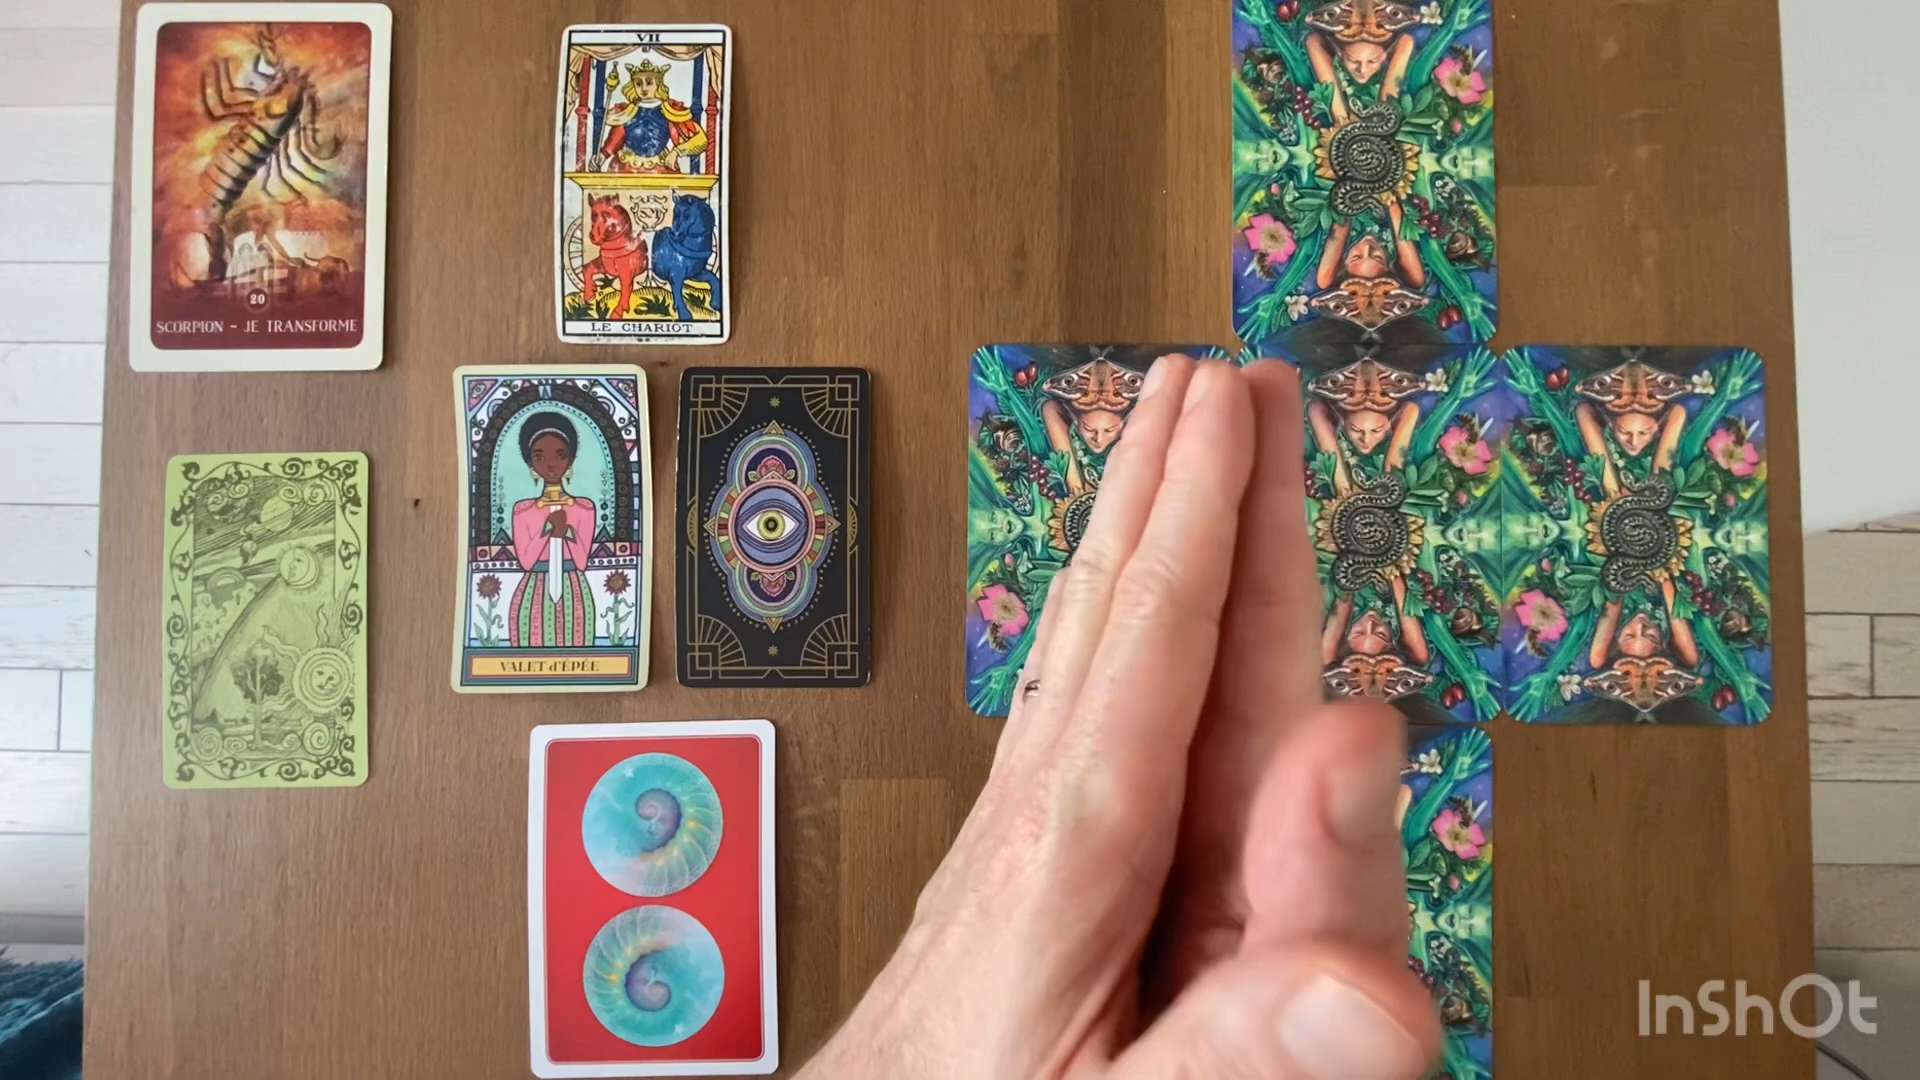 20
SCORPION ~ JE TRANSFORME
VII
LE CHARIOT
VALET d'ÉPÉE
InShOt